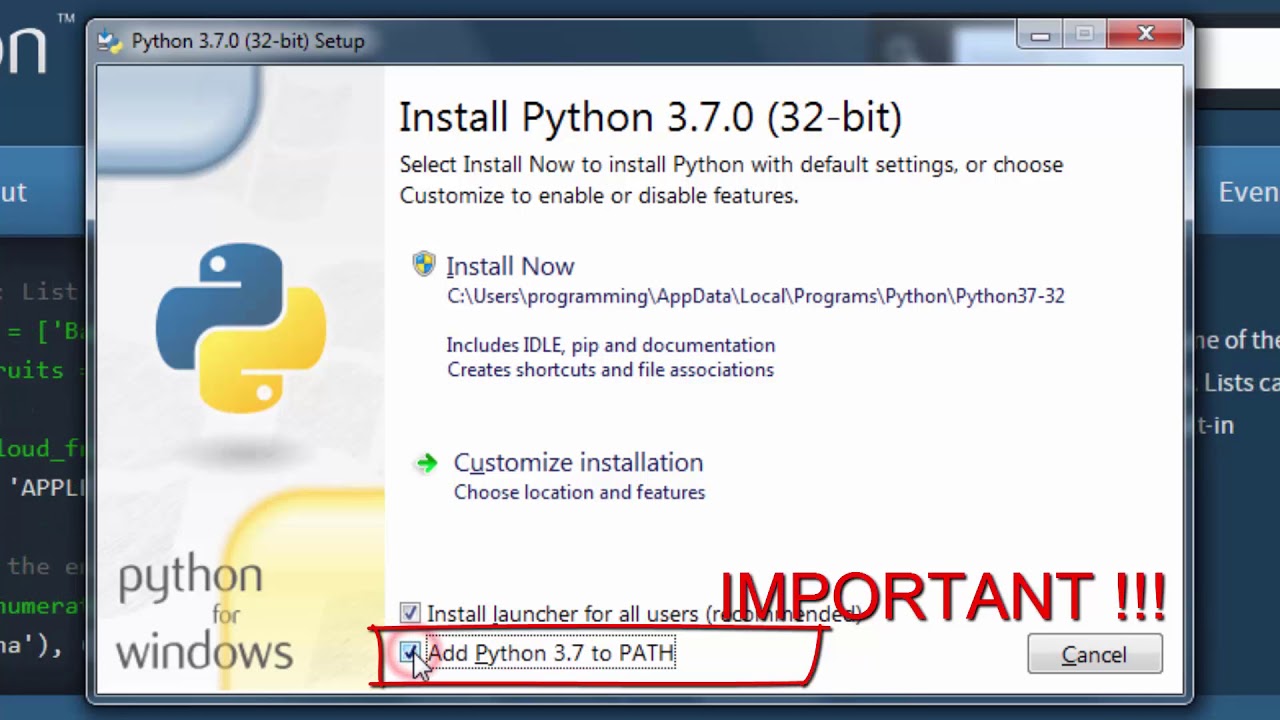 on™
Python 3.7.0 (32-bit) Setup
Install Python 3.7.0 (32-bit)
Select Install Now to install Python with default settings, or choose
Customize to enable or disable features.
Install Now
C:\Users\programming\AppData\Local\Programs\Python\Python37-32
Includes IDLE, pip and documentation
Creates shortcuts and file associations
Customize installation
Choose location and features
python
for
windows
IMPORTANT !!!
Install launcher for all users (recommended)
Add Python 3.7 to PATH
Cancel
ut
Even
: List
= ['Ba
ruits =
loud_fr
'APPLI
the en
numerat
na'), (
ne of the
. Lists ca
t-in